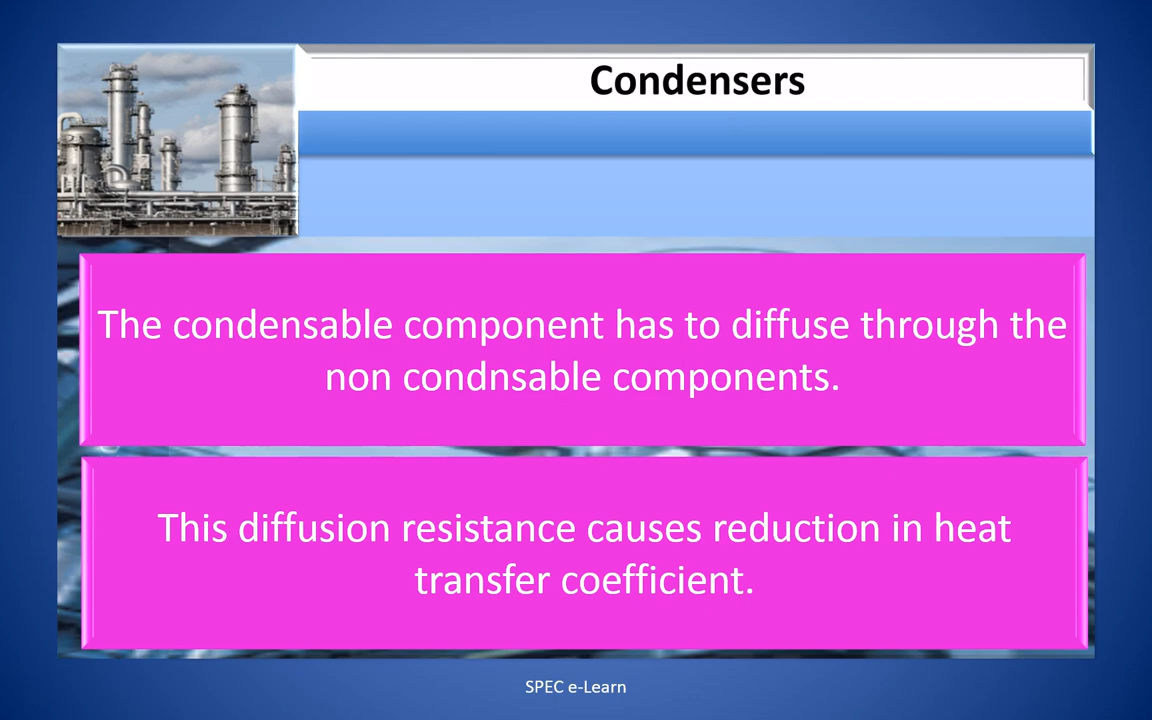 Condensers
The condensable component has to diffuse through the
non condnsable components.
This diffusion resistance causes reduction in heat
transfer coefficient.
SPEC e-Learn